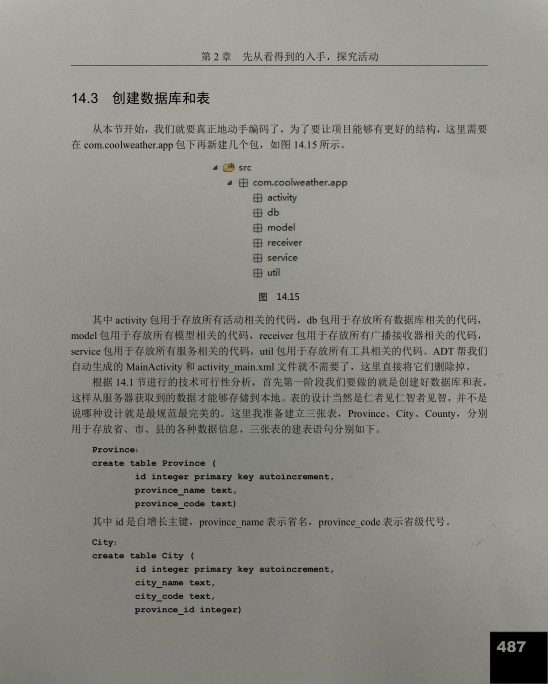 第 2 章　先从看得到的入手，探究活动
14.3　创建数据库和表
从本节开始，我们就要真正地动手编码了，为了要让项目能够有更好的结构，这里需要
在 com.coolweather.app 包下再新建几个包，如图 14.15 所示。
src
com.coolweather.app
activity
db
model
receiver
service
util
图　14.15
其中 activity 包用于存放所有活动相关的代码，db 包用于存放所有数据库相关的代码，
model 包用于存放所有模型相关的代码，receiver 包用于存放所有广播接收器相关的代码，
service 包用于存放所有服务相关的代码，util 包用于存放所有工具相关的代码。ADT 帮我们
自动生成的 MainActivity 和 activity_main.xml 文件就不需要了，这里直接将它们删除掉。
根据 14.1 节进行的技术可行性分析，首先第一阶段我们要做的就是创建好数据库和表，
这样从服务器获取到的数据才能够存储到本地。表的设计当然是仁者见仁智者见智，并不是
说哪种设计就是最规范最完美的。这里我准备建立三张表，Province、City、County，分别
用于存放省、市、县的各种数据信息，三张表的建表语句分别如下。
Province：
create table Province (
id integer primary key autoincrement,
province_name text,
province_code text)
其中 id 是自增长主键，province_name 表示省名，province_code 表示省级代号。
City：
create table City (
id integer primary key autoincrement,
city_name text,
city_code text,
province_id integer)
487